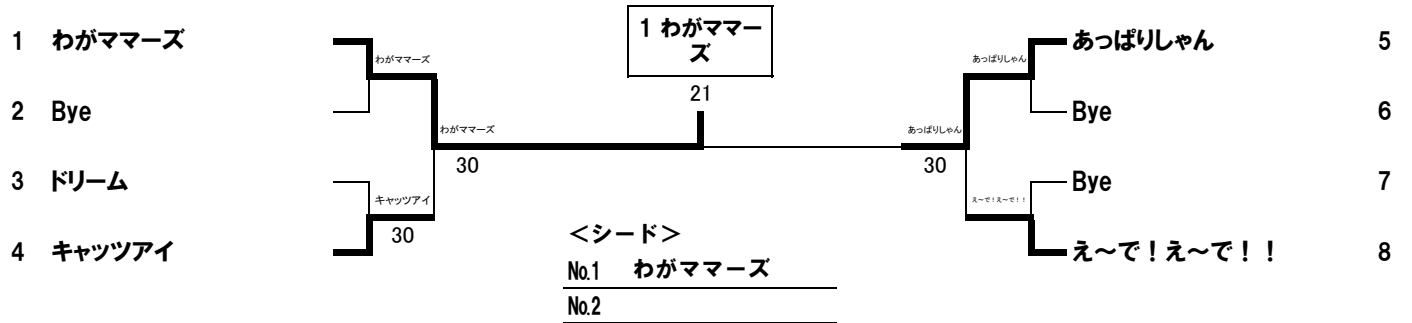 1 わがママーズ
2 Bye
3 ドリーム
4 キャッツアイ
わがママーズ
キャッツアイ
30
わがママーズ
30
1 わがママー
ズ
21
あっぱりしゃん
30
あっぱりしゃん
え～で！え～で！！
あっぱりしゃん 5
Bye 6
Bye 7
え～で！え～で！！ 8
＜シード＞
No.1 わがママーズ
No.2